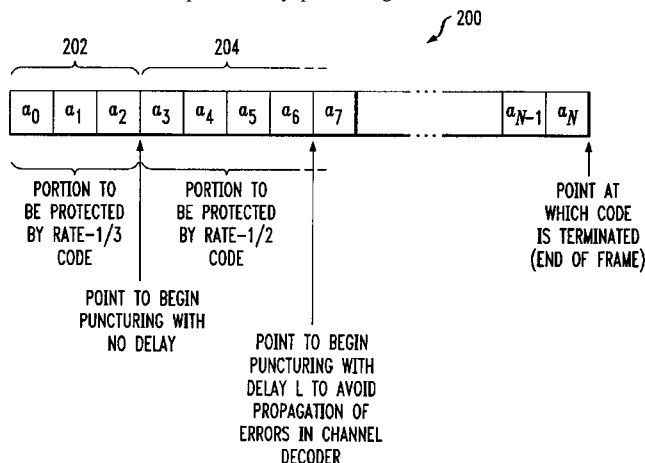 200
202
204
a0 a1 a2 a3 a4 a5 a6 a7 ... aN-1 aN
PORTION TO
BE PROTECTED
BY RATE-1/3
CODE
PORTION TO
BE PROTECTED
BY RATE-1/2
CODE
POINT AT
WHICH CODE
IS TERMINATED
(END OF FRAME)
POINT TO BEGIN
PUNCTURING WITH
NO DELAY
POINT TO BEGIN
PUNCTURING WITH
DELAY L TO AVOID
PROPAGATION OF
ERRORS IN CHANNEL
DECODER